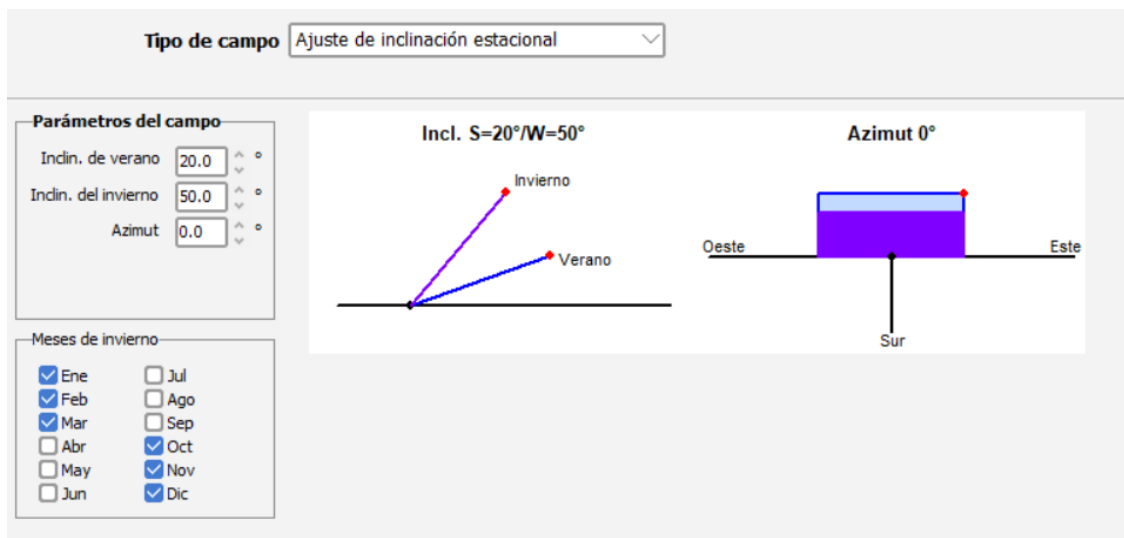 Tipo de campo Ajuste de inclinación estacional
Parámetros del campo
Inclin. de verano 20.0 °
Inclin. del invierno 50.0 °
Azimut 0.0 °
Incl. S=20°/W=50°
Invierno
Verano
Azimut 0°
Oeste
Este
Sur
Meses de invierno
Ene Jul
Feb Ago
Mar Sep
Abr Oct
May Nov
Jun Dic